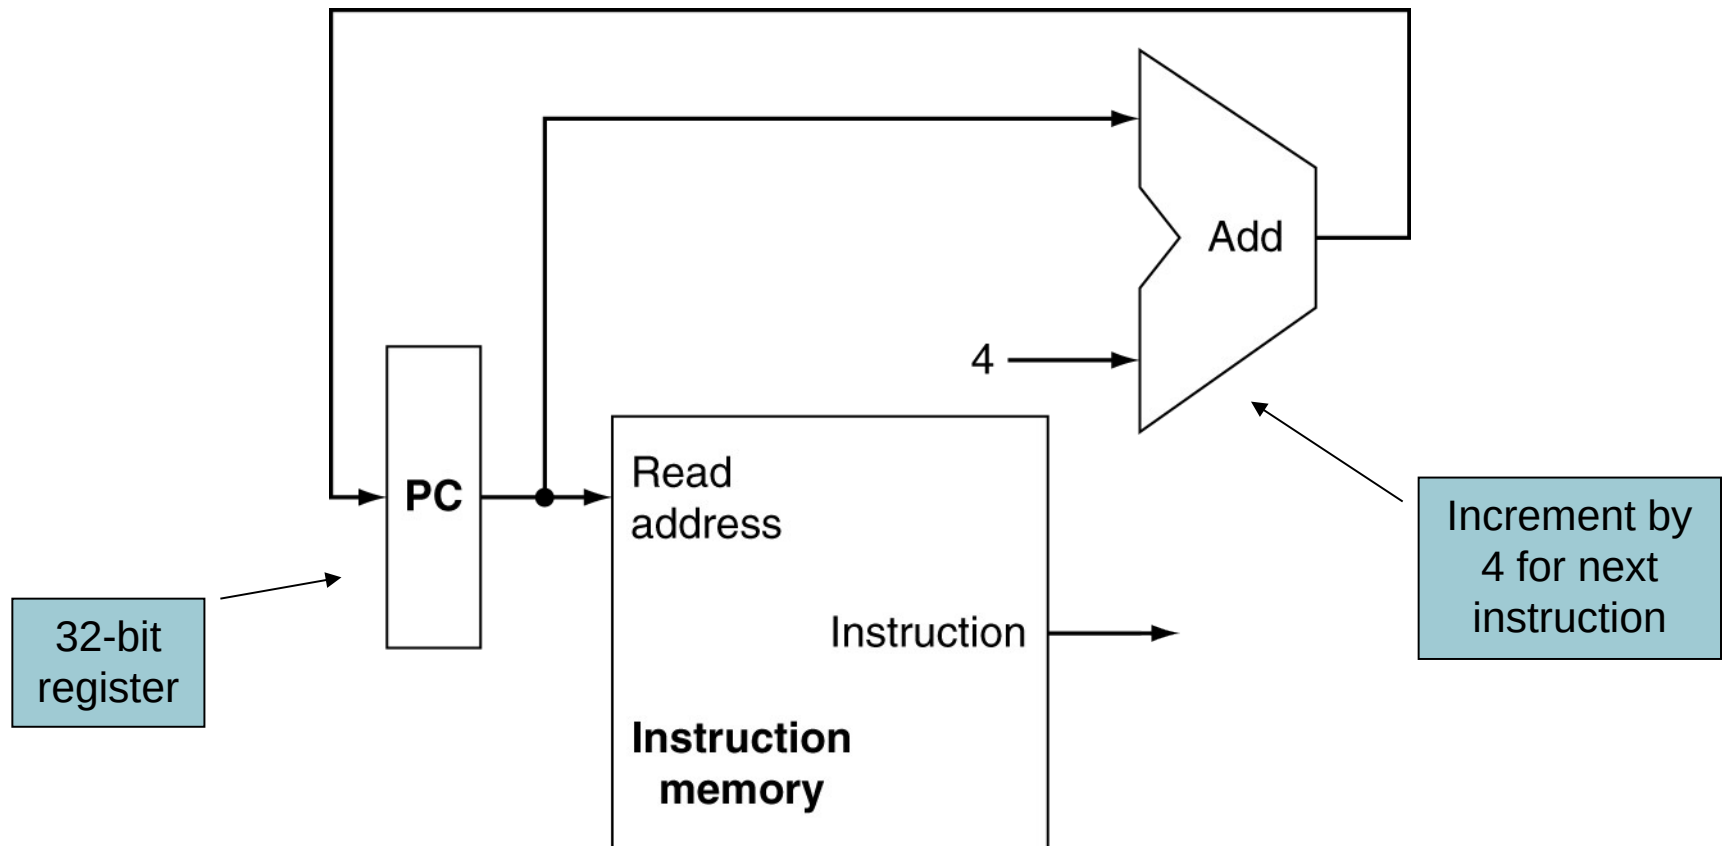 Add
4
PC
Read
address
Increment by
4 for next
instruction
32-bit
register
Instruction
Instruction
memory